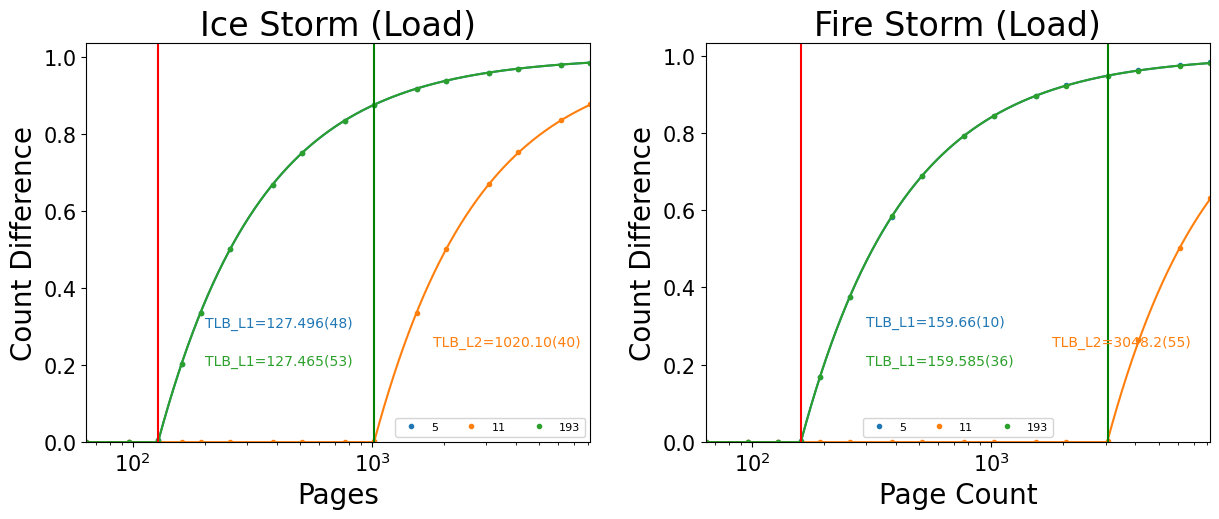 Ice Storm (Load)
Count Difference
1.0
0.8
0.6
0.4
0.2
0.0
TLB_L1=127.496(48)
TLB_L2=1020.10(40)
TLB_L1=127.465(53)
5 11 193
10² 10³
Pages
Fire Storm (Load)
Count Difference
1.0
0.8
0.6
0.4
0.2
0.0
TLB_L1=159.66(10)
TLB_L2=3048.2(55)
TLB_L1=159.585(36)
5 11 193
10² 10³
Page Count